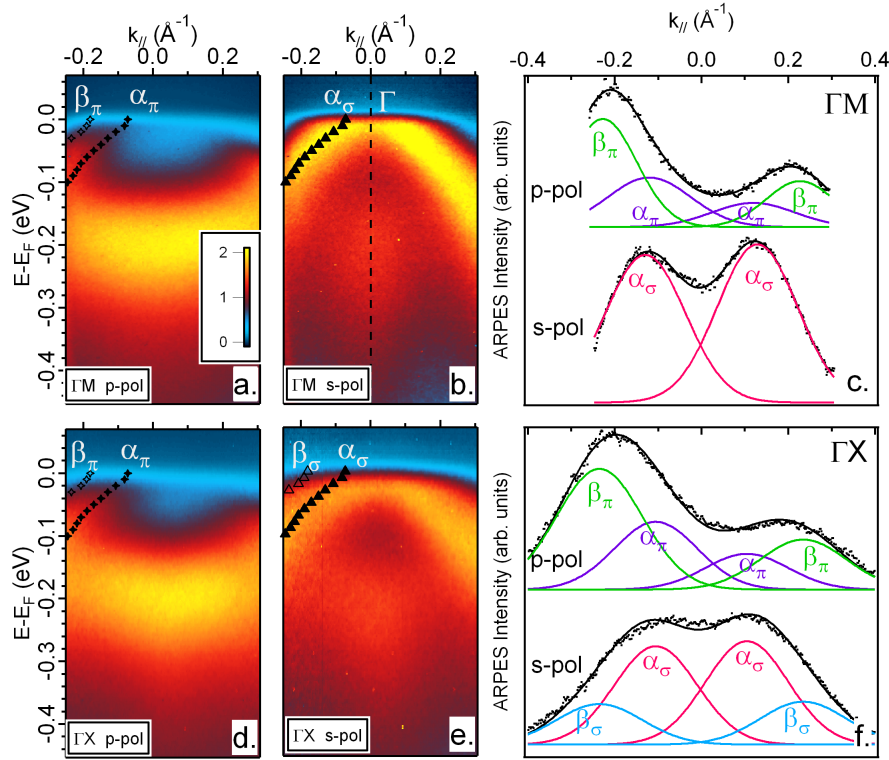 k// (Å-1)
-0.2 0.0 0.2
βπ απ
0.0
-0.1
-0.2
-0.3
-0.4
E-EF (eV)
2
1
0
ΓM p-pol
a.
k// (Å-1)
-0.2 0.0 0.2
ασ Γ
ΓM s-pol
b.
k// (Å-1)
-0.4 -0.2 0.0 0.2 0.4
ΓM
βπ
p-pol
απ απ
βπ
ασ ασ
s-pol
c.
ARPES Intensity (arb. units)
βπ απ
0.0
-0.1
-0.2
-0.3
-0.4
E-EF (eV)
ΓX p-pol
d.
βσ ασ
ΓX s-pol
e.
ΓX
βπ
απ
p-pol
απ βπ
s-pol
ασ ασ
βσ βσ
f.
ARPES Intensity (arb. units)